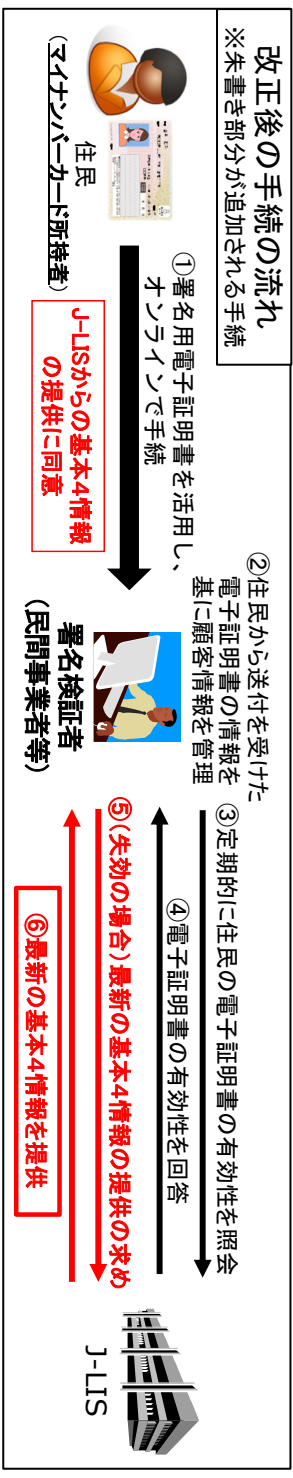 改正後の手続の流れ
※朱書き部分が追加される手続
住民
(マイナンバーカード所持者)
①署名用電子証明書を活用し、
オンラインで手続
J-LISからの基本4情報
の提供に同意
②住民から送付を受けた
電子証明書の情報を
基に顧客情報を管理
署名検証者
(民間事業者等)
③定期的に住民の電子証明書の有効性を照会
④電子証明書の有効性を回答
⑤(失効の場合)最新の基本4情報の提供の求め
⑥最新の基本4情報を提供
J-LIS